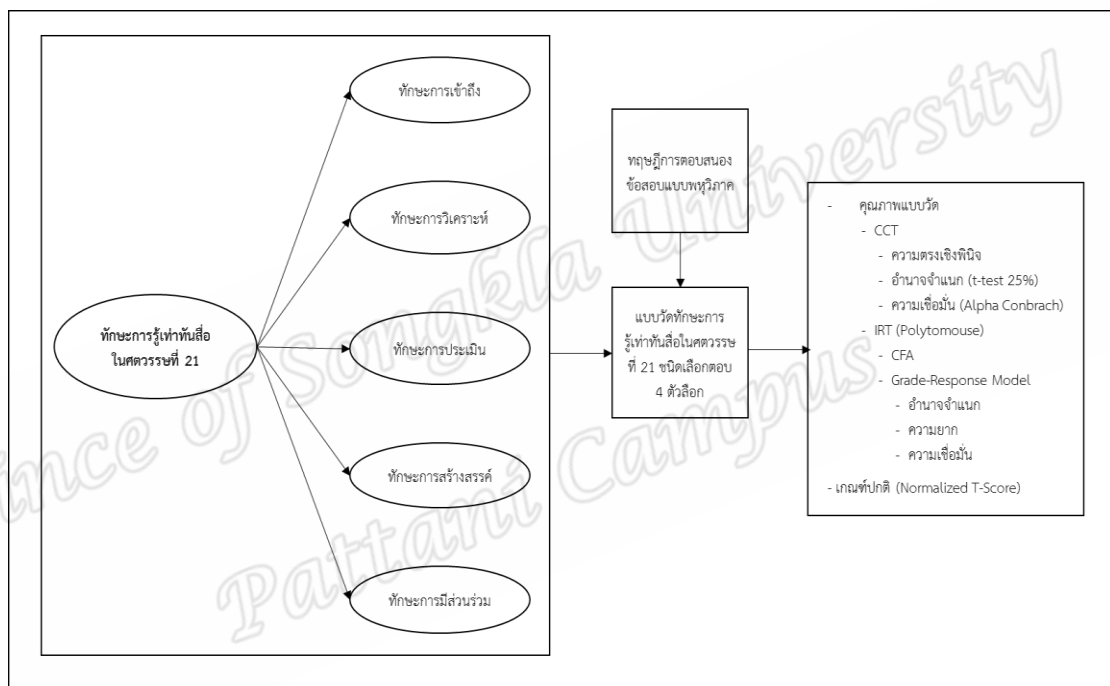 ทักษะการรู้เท่าทันสื่อ
ในศตวรรษที่ 21
ทักษะการเข้าถึง
ทักษะการวิเคราะห์
ทักษะการประเมิน
ทักษะการสร้างสรรค์
ทักษะการมีส่วนร่วม
ทฤษฎีการตอบสนอง
ข้อสอบแบบพหุวิภาค
แบบวัดทักษะการ
รู้เท่าทันสื่อในศตวรรษ
ที่ 21 ชนิดเลือกตอบ
4 ตัวลือก
- คุณภาพแบบวัด
- CCT
- ความตรงเชิงพินิจ
- อำนาจจำแนก (t-test 25%)
- ความเชื่อมั่น (Alpha Conbrach)
- IRT (Polytomouse)
- CFA
- Grade-Response Model
- อำนาจจำแนก
- ความยาก
- ความเชื่อมั่น
- เกณฑ์ปกติ (Normalized T-Score)
ince of Songkla University
Pattani Campus